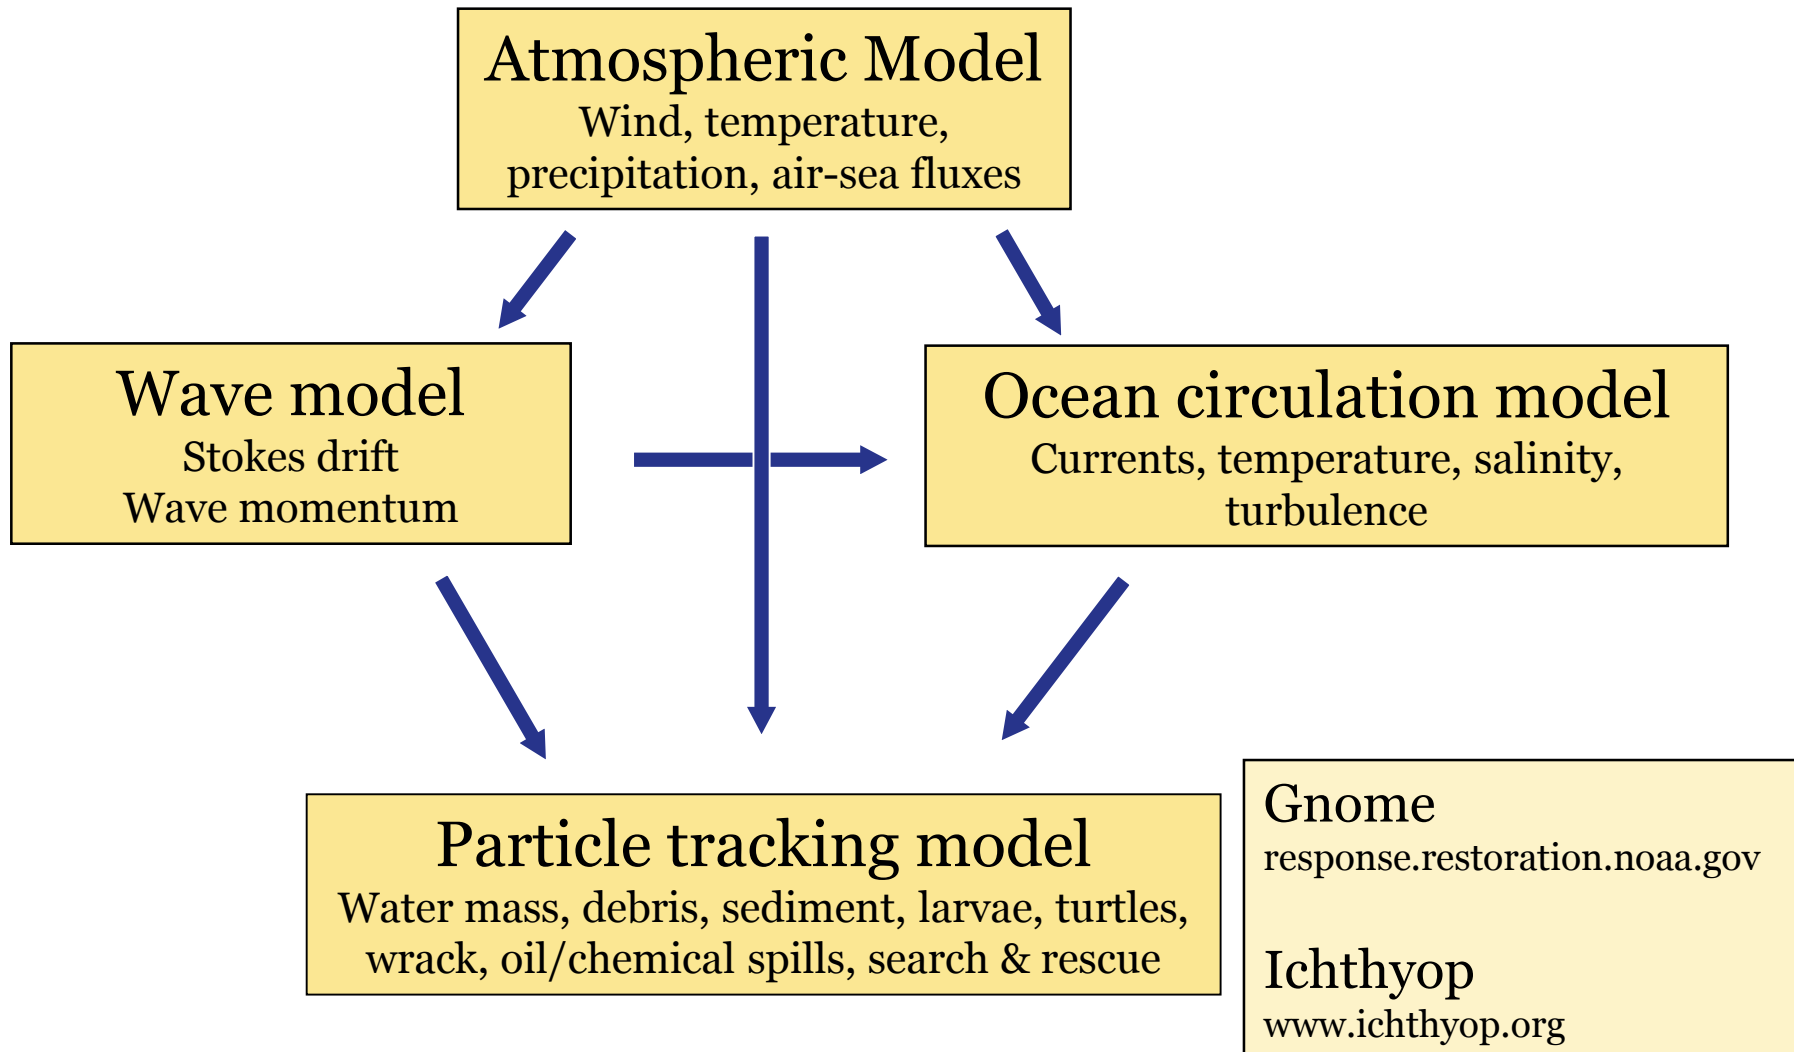 Atmospheric Model
Wind, temperature,
precipitation, air-sea fluxes
Wave model
Stokes drift
Wave momentum
Ocean circulation model
Currents, temperature, salinity,
turbulence
Particle tracking model
Water mass, debris, sediment, larvae, turtles,
wrack, oil/chemical spills, search & rescue
Gnome
response.restoration.noaa.gov
Ichthyop
www.ichthyop.org